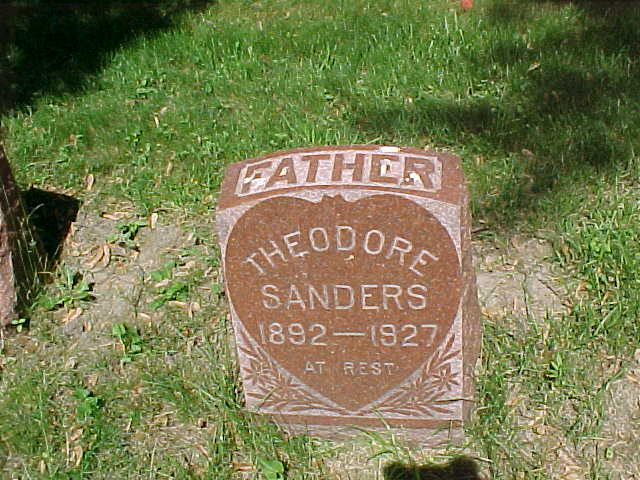 FATHER
THEODORE
SANDERS
1892—1927
AT REST